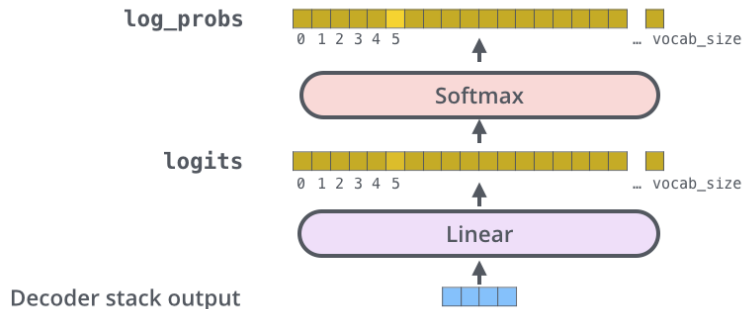 log_probs
0 1 2 3 4 5 … vocab_size
Softmax
logits
0 1 2 3 4 5 … vocab_size
Linear
Decoder stack output